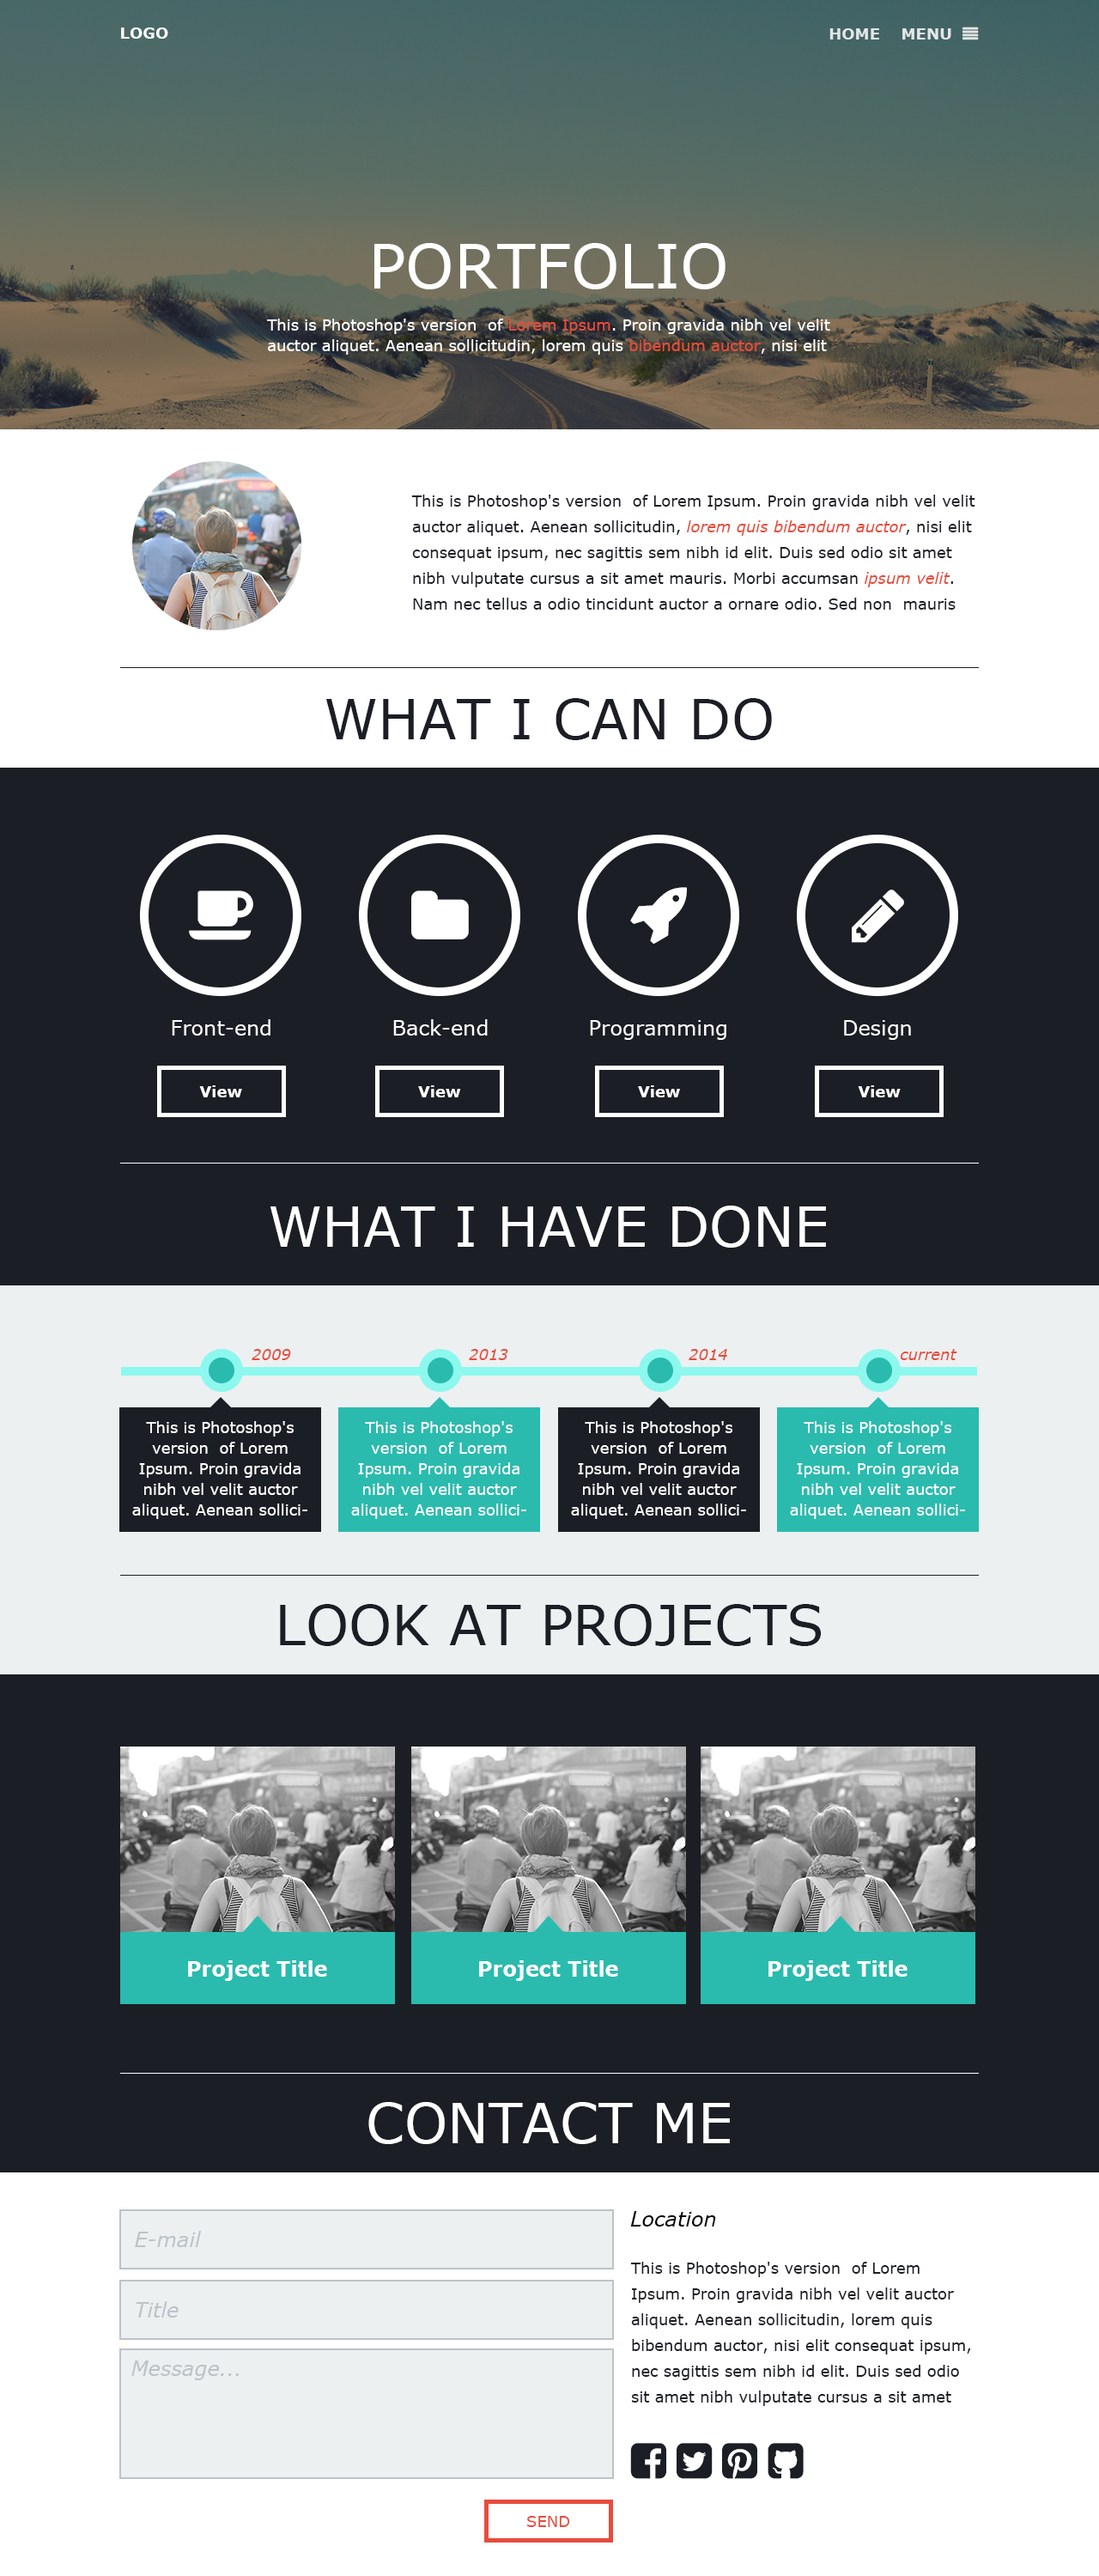 LOGO
HOME MENU
PORTFOLIO
This is Photoshop's version  of Lorem Ipsum. Proin gravida nibh vel velit
auctor aliquet. Aenean sollicitudin, lorem quis bibendum auctor, nisi elit
This is Photoshop's version  of Lorem Ipsum. Proin gravida nibh vel velit
auctor aliquet. Aenean sollicitudin, lorem quis bibendum auctor, nisi elit
consequat ipsum, nec sagittis sem nibh id elit. Duis sed odio sit amet
nibh vulputate cursus a sit amet mauris. Morbi accumsan ipsum velit.
Nam nec tellus a odio tincidunt auctor a ornare odio. Sed non  mauris
WHAT I CAN DO
Front-end
Back-end
Programming
Design
View
View
View
View
WHAT I HAVE DONE
2009
2013
2014
current
This is Photoshop's
version  of Lorem
Ipsum. Proin gravida
nibh vel velit auctor
aliquet. Aenean sollici-
This is Photoshop's
version  of Lorem
Ipsum. Proin gravida
nibh vel velit auctor
aliquet. Aenean sollici-
This is Photoshop's
version  of Lorem
Ipsum. Proin gravida
nibh vel velit auctor
aliquet. Aenean sollici-
This is Photoshop's
version  of Lorem
Ipsum. Proin gravida
nibh vel velit auctor
aliquet. Aenean sollici-
LOOK AT PROJECTS
Project Title
Project Title
Project Title
CONTACT ME
E-mail
Title
Message...
SEND
Location
This is Photoshop's version  of Lorem
Ipsum. Proin gravida nibh vel velit auctor
aliquet. Aenean sollicitudin, lorem quis
bibendum auctor, nisi elit consequat ipsum,
nec sagittis sem nibh id elit. Duis sed odio
sit amet nibh vulputate cursus a sit amet